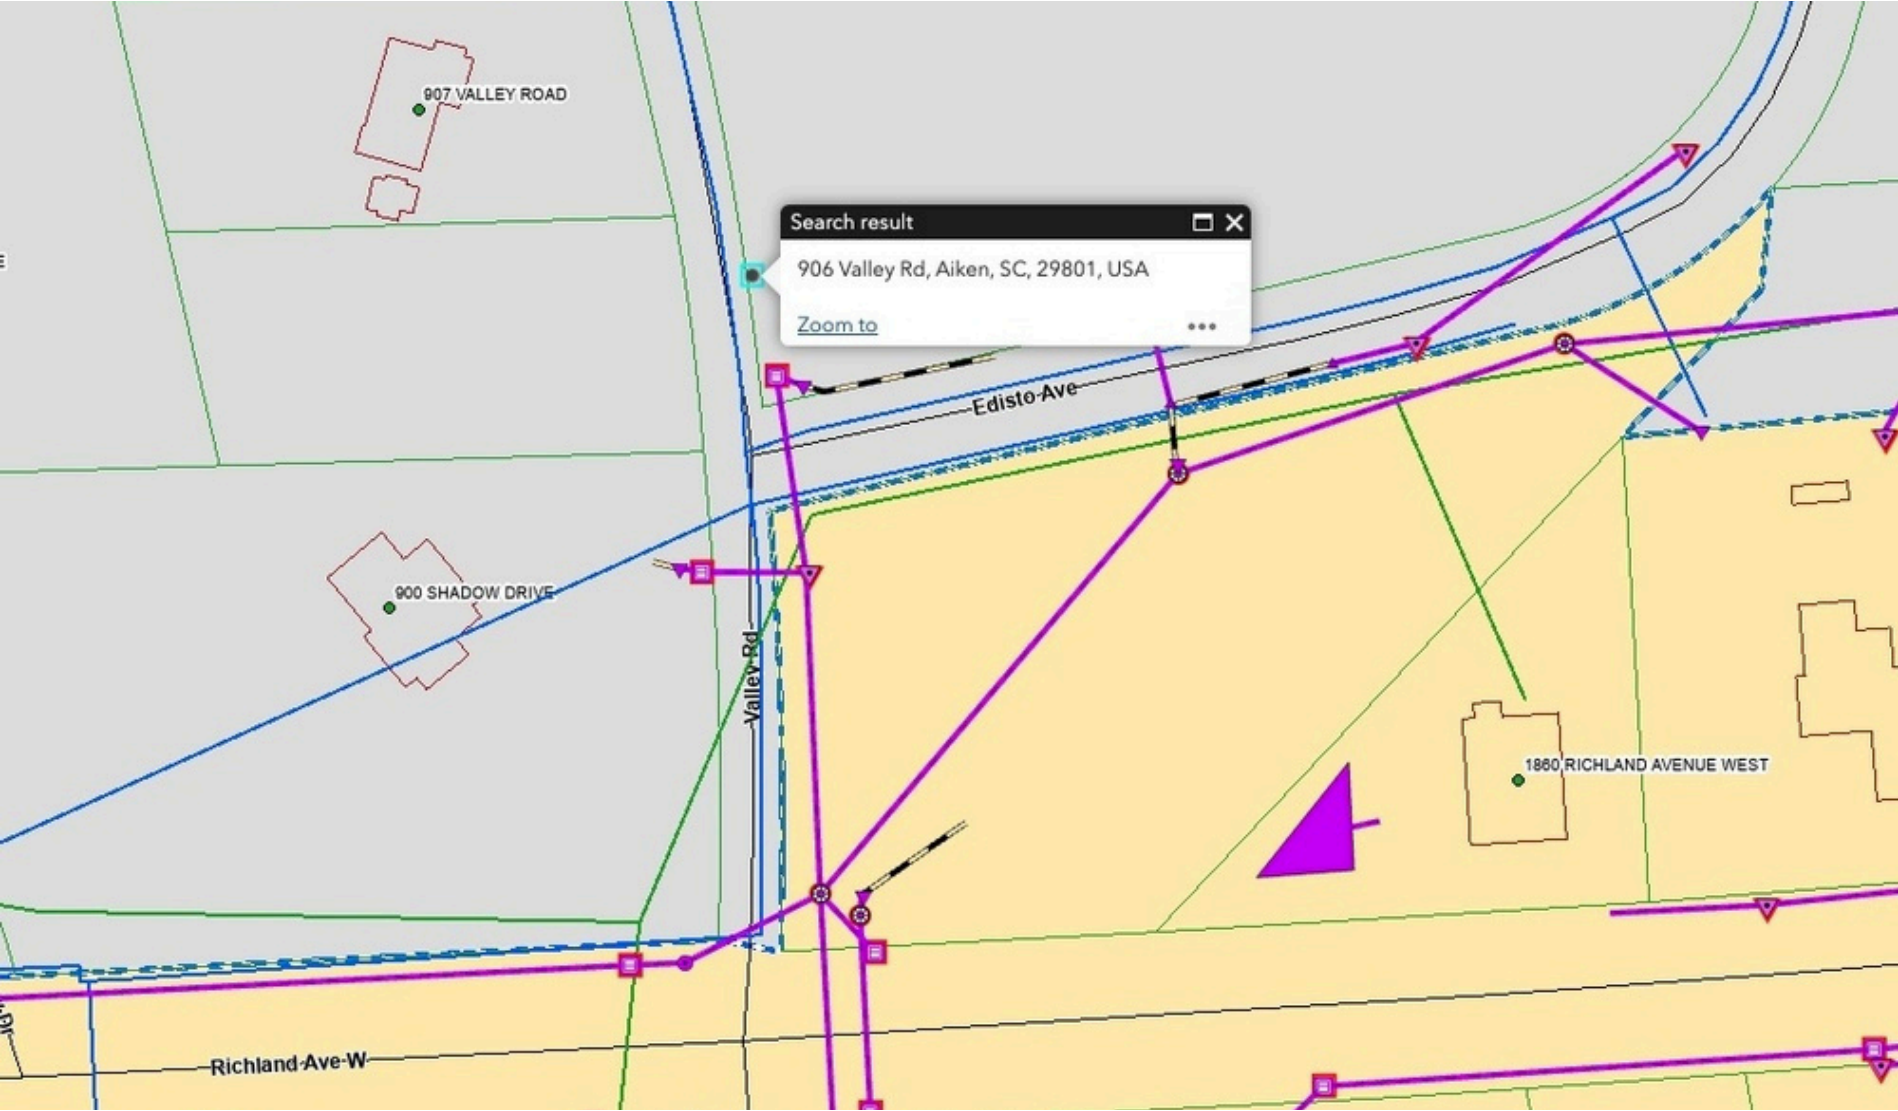 907 VALLEY ROAD
Search result
E
906 Valley Rd, Aiken, SC, 29801, USA
Zoom to
Edisto Ave
900 SHADOW DRIVE
Valley Rd
1860 RICHLAND AVENUE WEST
Richland Ave W